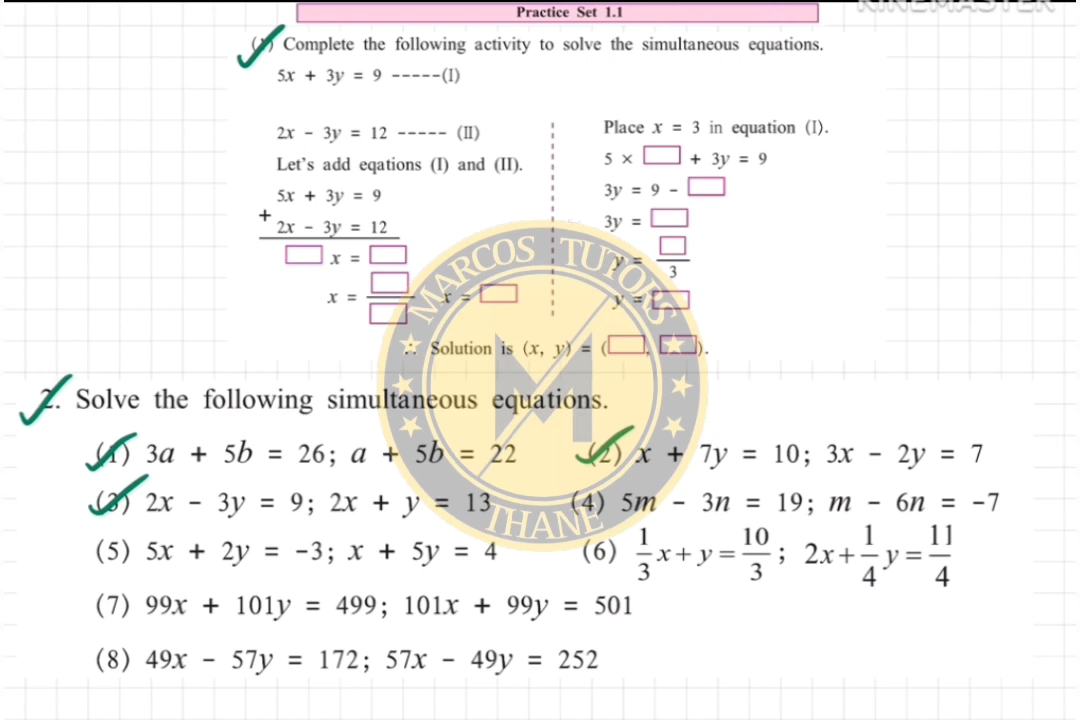 KINEMASTER
Practice Set 1.1
(1) Complete the following activity to solve the simultaneous equations.
5x + 3y = 9 -----(I)
2x - 3y = 12 ----- (II)
Let's add eqations (I) and (II).
5x + 3y = 9
+
2x - 3y = 12
□ x = □
x = □/□ x = □
Place x = 3 in equation (I).
5 × □ + 3y = 9
3y = 9 - □
3y = □
y = □/3
y = □
∴ Solution is (x, y) = (□, □).
MARCOS TUTORS
M
THANE
2. Solve the following simultaneous equations.
(1) 3a + 5b = 26; a + 5b = 22 (2) x + 7y = 10; 3x - 2y = 7
(3) 2x - 3y = 9; 2x + y = 13 (4) 5m - 3n = 19; m - 6n = -7
(5) 5x + 2y = -3; x + 5y = 4 (6) 1/3 x + y = 10/3 ; 2x + 1/4 y = 11/4
(7) 99x + 101y = 499; 101x + 99y = 501
(8) 49x - 57y = 172; 57x - 49y = 252